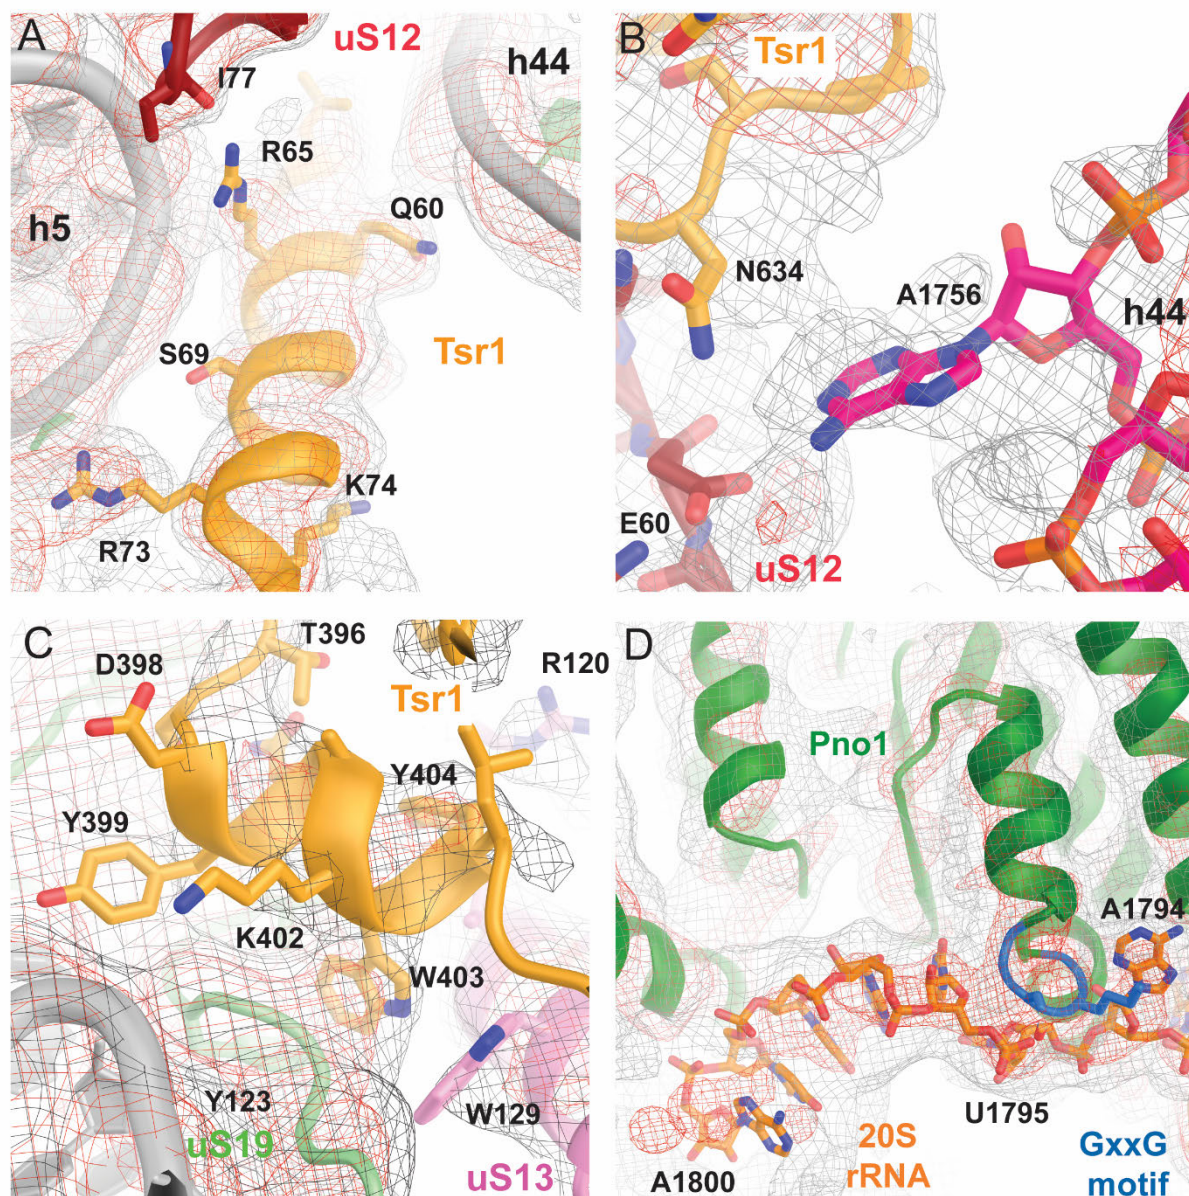 A
uS12
I77
h44
R65
Q60
h5
S69
Tsr1
K74
R73
B
Tsr1
N634
A1756
h44
E60
uS12
C
T396
D398
Tsr1
R120
Y404
Y399
K402
W403
Y123
uS19
W129
uS13
D
Pno1
A1794
U1795
20S
rRNA
GxxG
motif
A1800